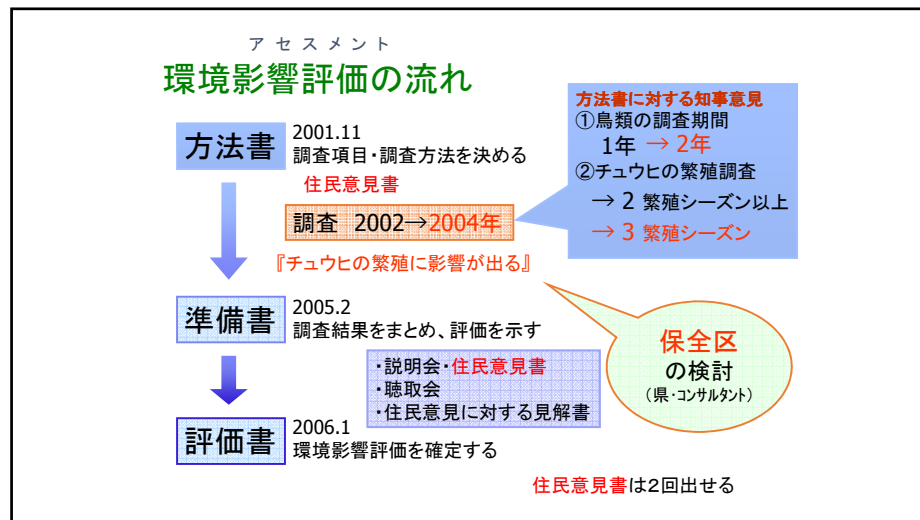 アセスメント
環境影響評価の流れ
方法書
2001.11
調査項目・調査方法を決める
住民意見書
調査 2002→2004年
『チュウヒの繁殖に影響が出る』
方法書に対する知事意見
①鳥類の調査期間
1年 → 2年
②チュウヒの繁殖調査
→ 2 繁殖シーズン以上
→ 3 繁殖シーズン
準備書
2005.2
調査結果をまとめ、評価を示す
・説明会・住民意見書
・聴取会
・住民意見に対する見解書
保全区
の検討
（県・コンサルタント）
評価書
2006.1
環境影響評価を確定する
住民意見書は２回出せる